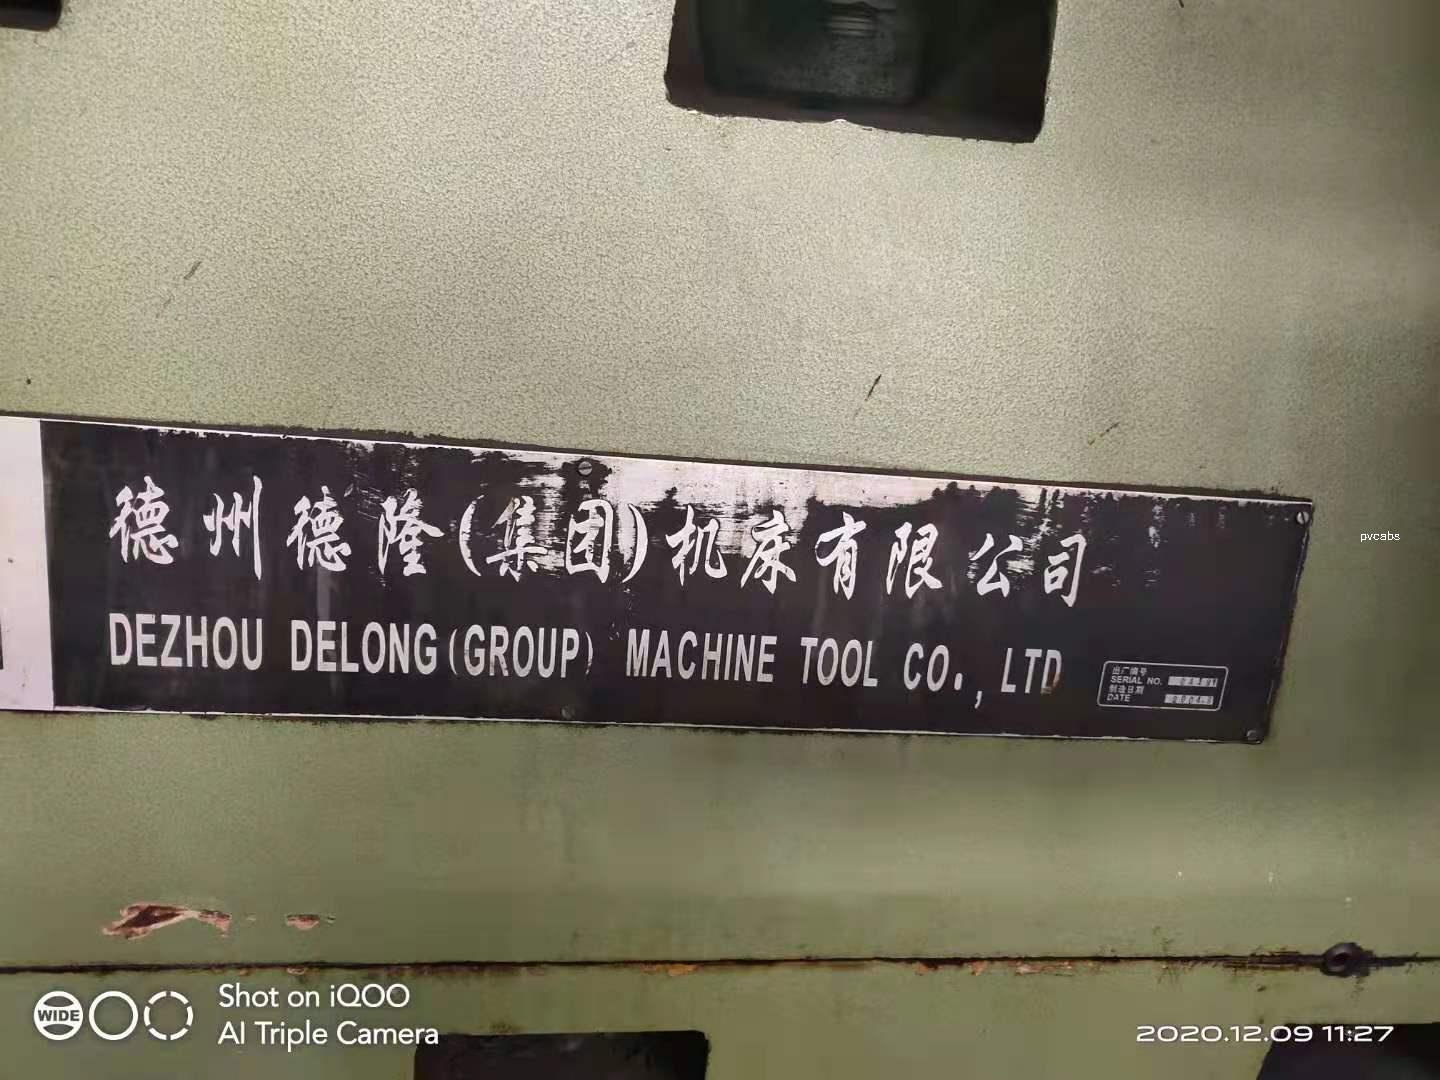 德州德隆(集团)机床有限公司
DEZHOU DELONG(GROUP) MACHINE TOOL CO., LTD
出厂编号
SERIAL NO.
制造日期
DATE
pvcabs
WIDE
Shot on iQOO
AI Triple Camera
2020.12.09 11:27